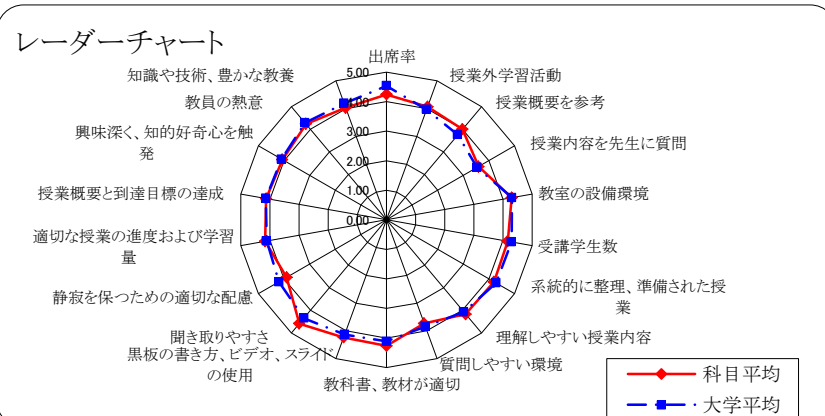 レーダーチャート
出席率
授業外学習活動
授業概要を参考
授業内容を先生に質問
教室の設備環境
受講学生数
系統的に整理、準備された授
業
理解しやすい授業内容
質問しやすい環境
教科書、教材が適切
黒板の書き方、ビデオ、スライド
の使用
聞き取りやすさ
静寂を保つための適切な配慮
適切な授業の進度および学習
量
授業概要と到達目標の達成
興味深く、知的好奇心を触
発
教員の熱意
知識や技術、豊かな教養
5.00
4.00
3.00
2.00
1.00
0.00
科目平均
大学平均